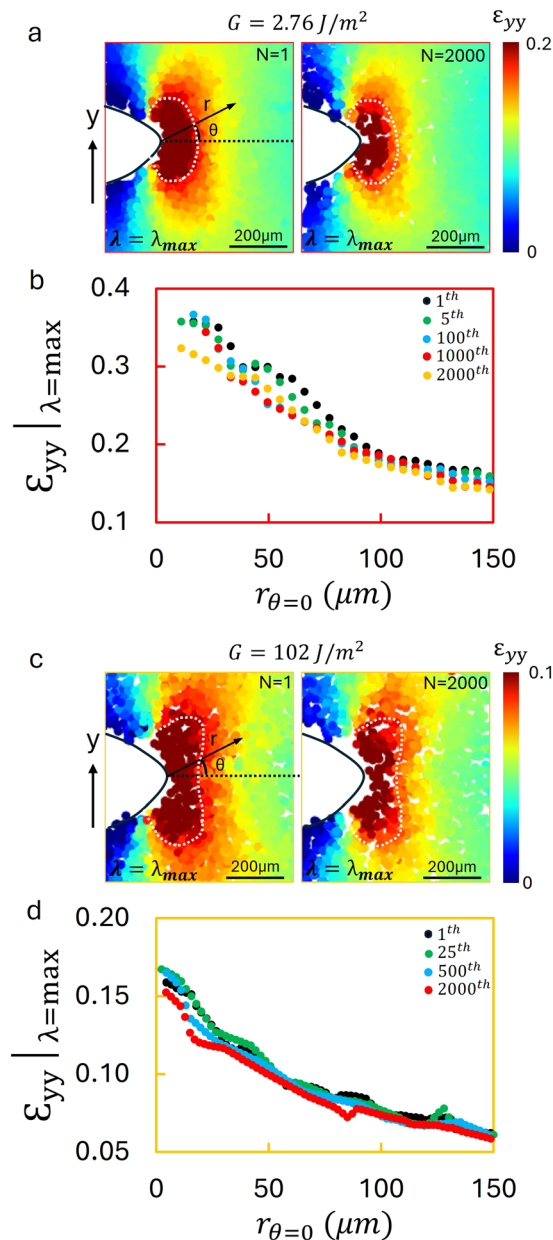 a
G = 2.76 J/m²
εyy
N=1
N=2000
0.2
y
r
θ
λ = λmax
200μm
λ = λmax
200μm
0
b
0.4
0.3
0.2
0.1
εyy |λ=max
1th
5th
100th
1000th
2000th
0
50
100
150
rθ=0 (μm)
c
G = 102 J/m²
εyy
N=1
N=2000
0.1
y
r
θ
λ = λmax
200μm
λ = λmax
200μm
0
d
0.20
0.15
0.10
0.05
εyy |λ=max
1th
25th
500th
2000th
0
50
100
150
rθ=0 (μm)